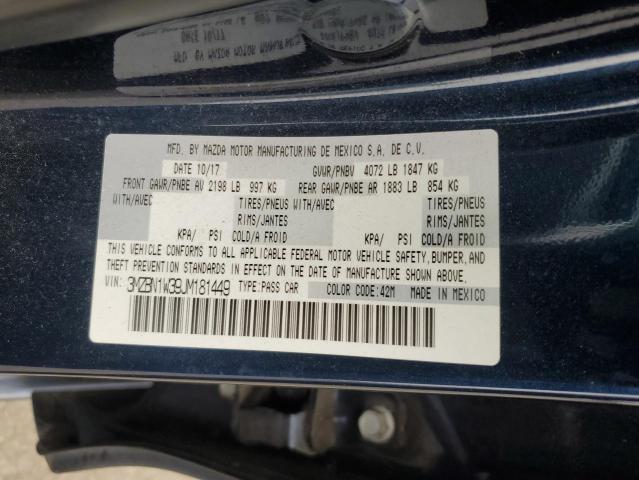 MFD. BY MAZDA MOTOR MANUFACTURING DE MEXICO S.A. DE C.V.
DATE 10/17 GVWR/PNBV 4072 LB 1847 KG
FRONT GAWR/PNBE AV 2198 LB 997 KG REAR GAWR/PNBE AR 1883 LB 854 KG
WITH/AVEC TIRES/PNEUS WITH/AVEC TIRES/PNEUS
RIMS/JANTES RIMS/JANTES
KPA/ PSI COLD/A FROID KPA/ PSI COLD/A FROID
THIS VEHICLE CONFORMS TO ALL APPLICABLE FEDERAL MOTOR VEHICLE SAFETY, BUMPER, AND
THEFT PREVENTION STANDARDS IN EFFECT ON THE DATE OF MANUFACTURE SHOWN ABOVE.
VIN: 3MZBN1W39JM181449 TYPE: PASS CAR COLOR CODE: 42M MADE IN MEXICO